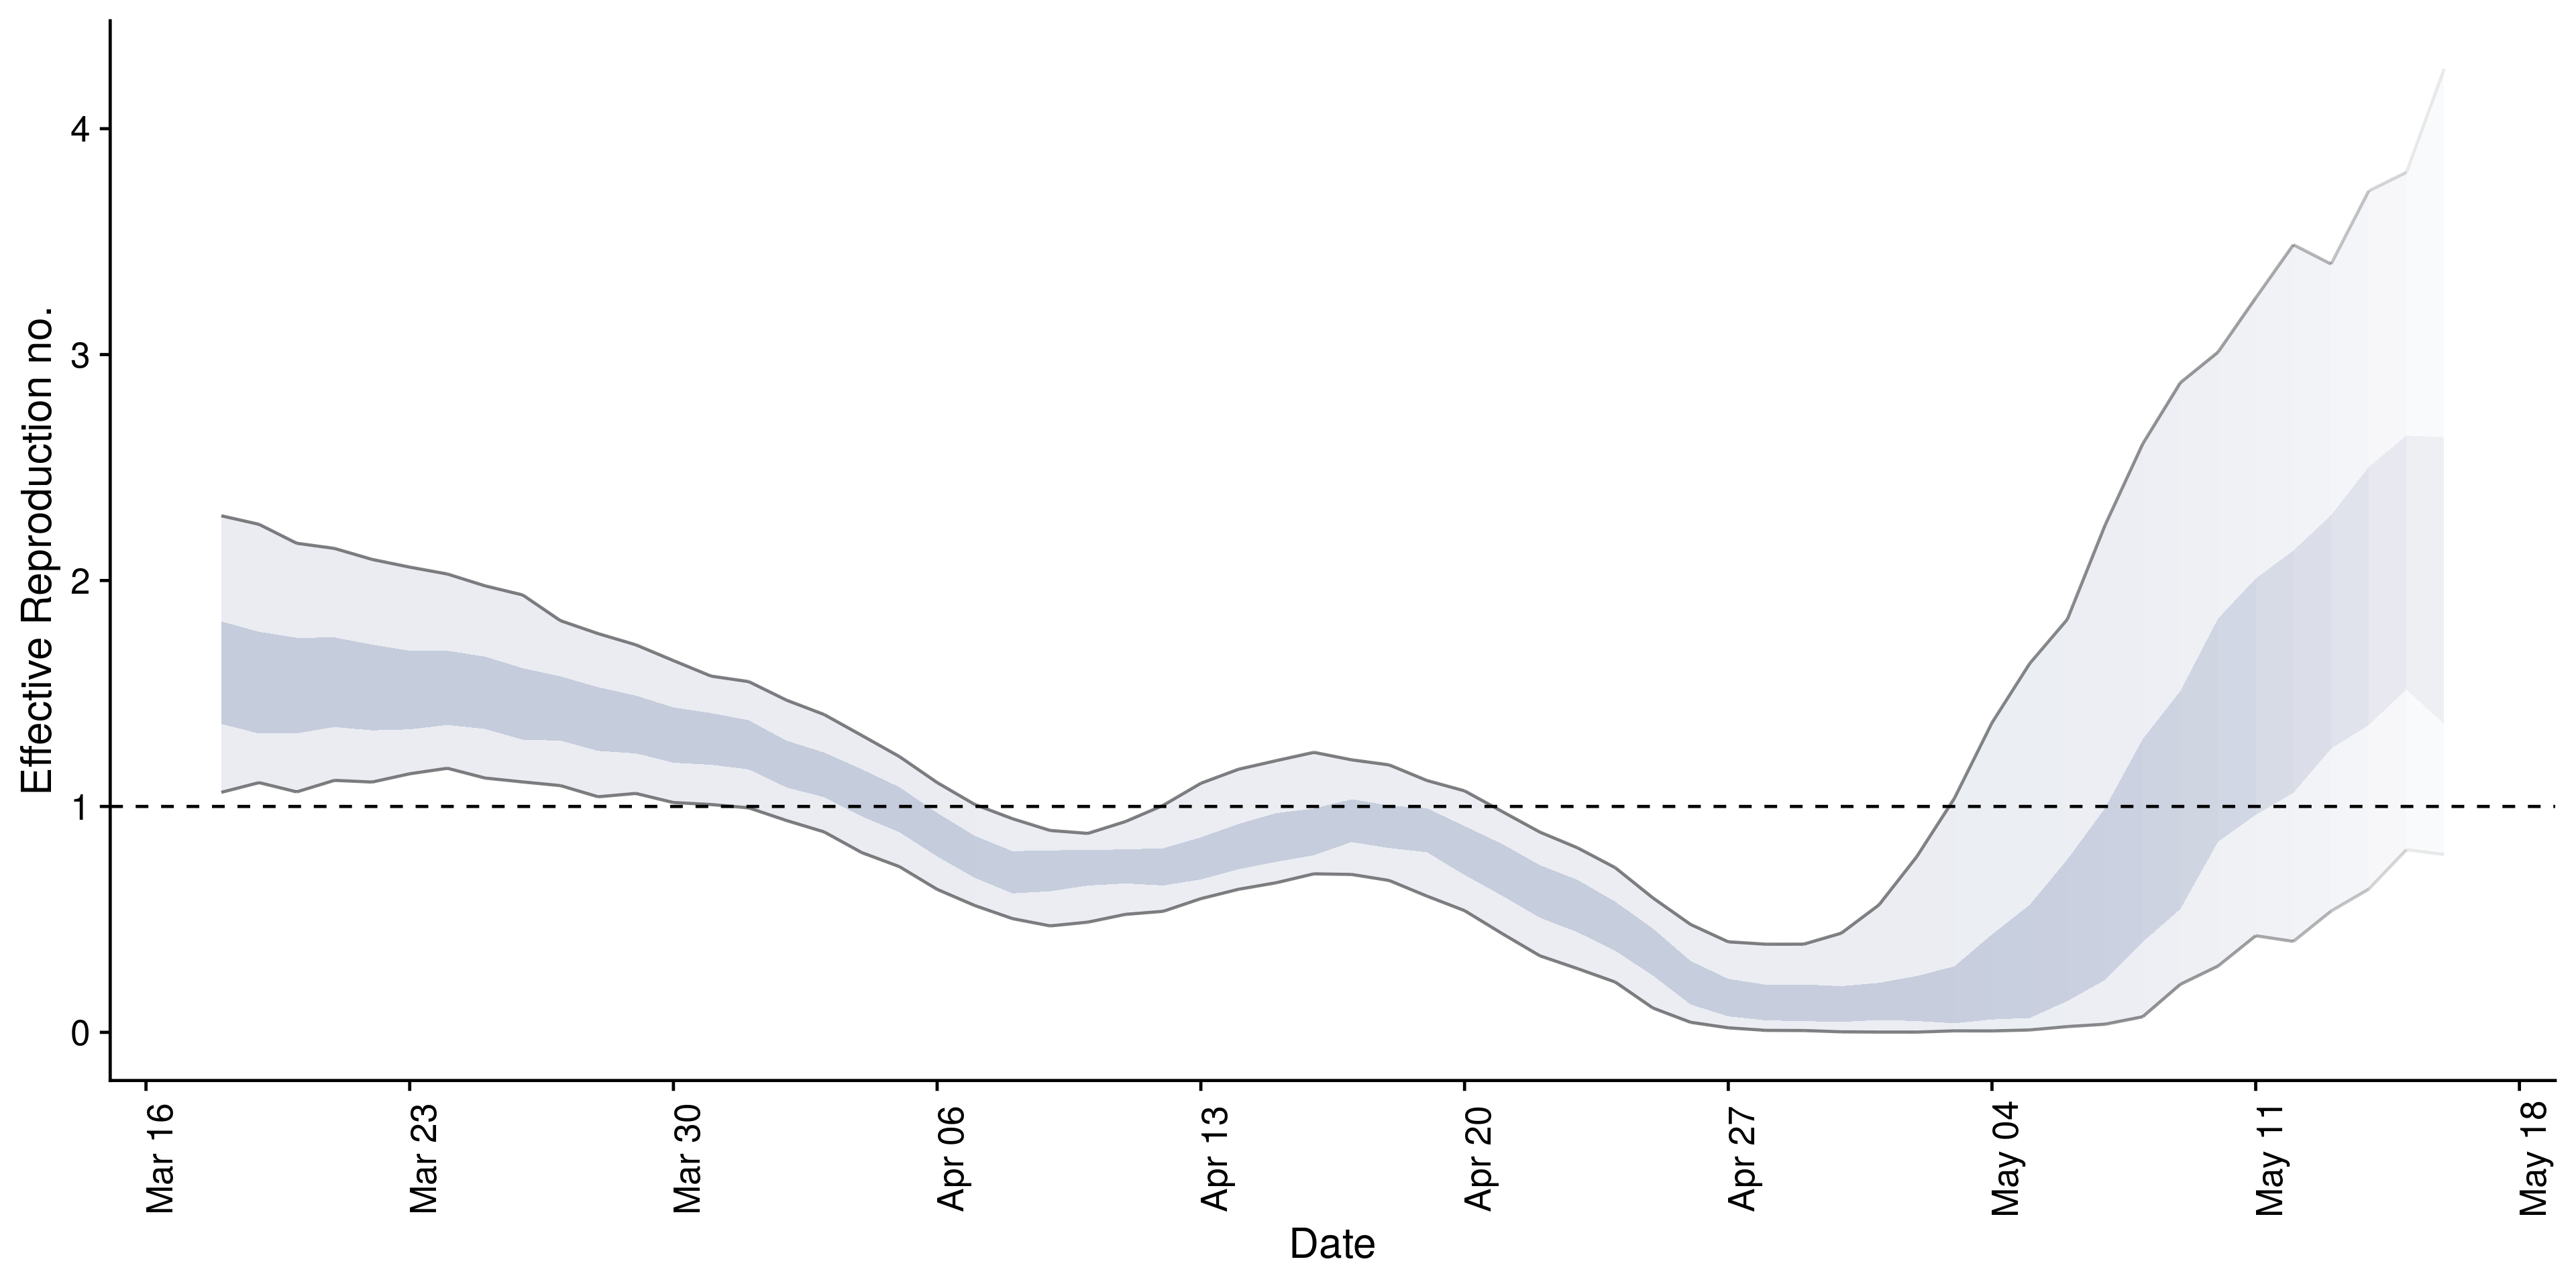 Effective Reproduction no.
4
3
2
1
0
Mar 16
Mar 23
Mar 30
Apr 06
Apr 13
Apr 20
Apr 27
May 04
May 11
May 18
Date